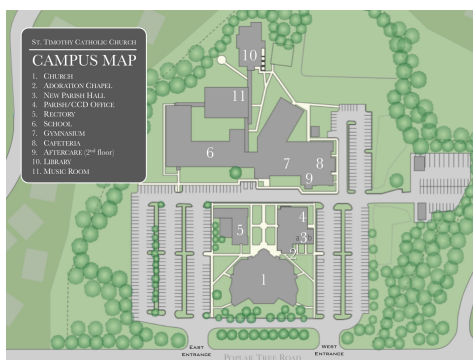 St. Timothy Catholic Church
Campus Map
1. Church
2. Adoration Chapel
3. New Parish Hall
4. Parish/CCD Office
5. Rectory
6. School
7. Gymnasium
8. Cafeteria
9. Aftercare (2nd floor)
10. Library
11. Music Room
10
11
6
7
8
9
5
4
3
2
1
East
Entrance
West
Entrance
Poplar Tree Road